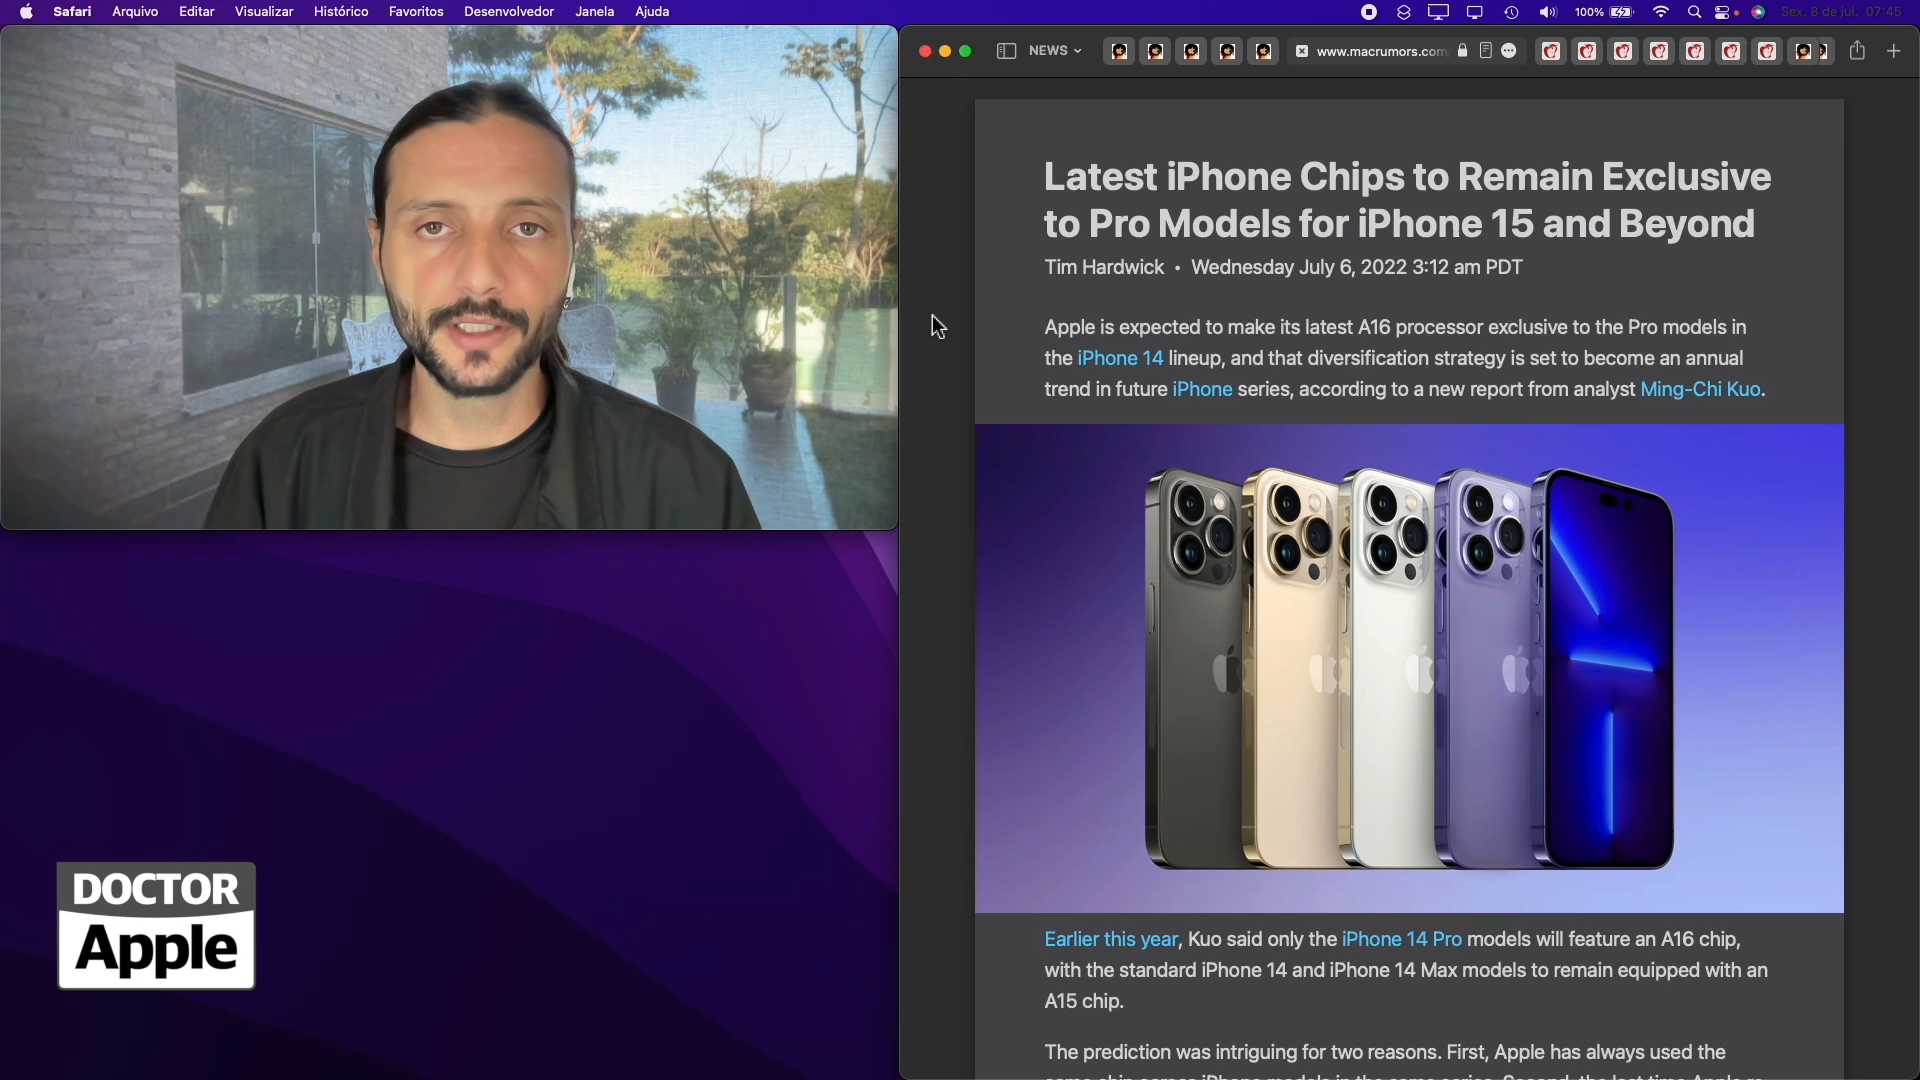 Safari Arquivo Editar Visualizar Histórico Favoritos Desenvolvedor Janela Ajuda
100%
Sex. 8 de jul. 07:45
NEWS
www.macrumors.com
Latest iPhone Chips to Remain Exclusive
to Pro Models for iPhone 15 and Beyond
Tim Hardwick • Wednesday July 6, 2022 3:12 am PDT
Apple is expected to make its latest A16 processor exclusive to the Pro models in
the iPhone 14 lineup, and that diversification strategy is set to become an annual
trend in future iPhone series, according to a new report from analyst Ming-Chi Kuo.
Earlier this year, Kuo said only the iPhone 14 Pro models will feature an A16 chip,
with the standard iPhone 14 and iPhone 14 Max models to remain equipped with an
A15 chip.
The prediction was intriguing for two reasons. First, Apple has always used the
DOCTOR
Apple